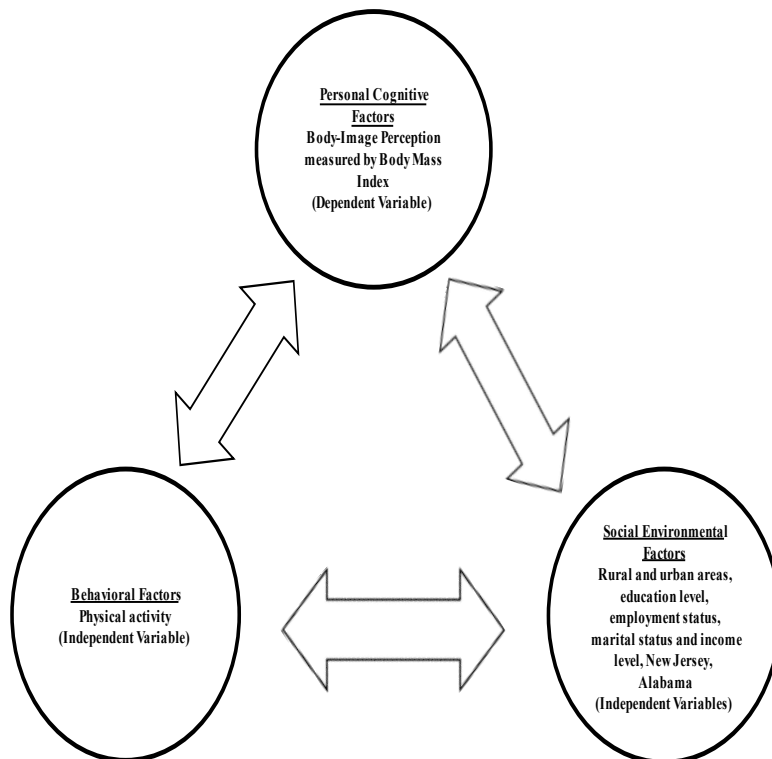 Personal Cognitive
Factors
Body-Image Perception
measured by Body Mass
Index
(Dependent Variable)
Behavioral Factors
Physical activity
(Independent Variable)
Social Environmental
Factors
Rural and urban areas,
education level,
employment status,
marital status and income
level, New Jersey,
Alabama
(Independent Variables)